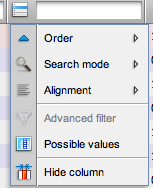 Order
Search mode
Alignment
Advanced filter
Possible values
Hide column